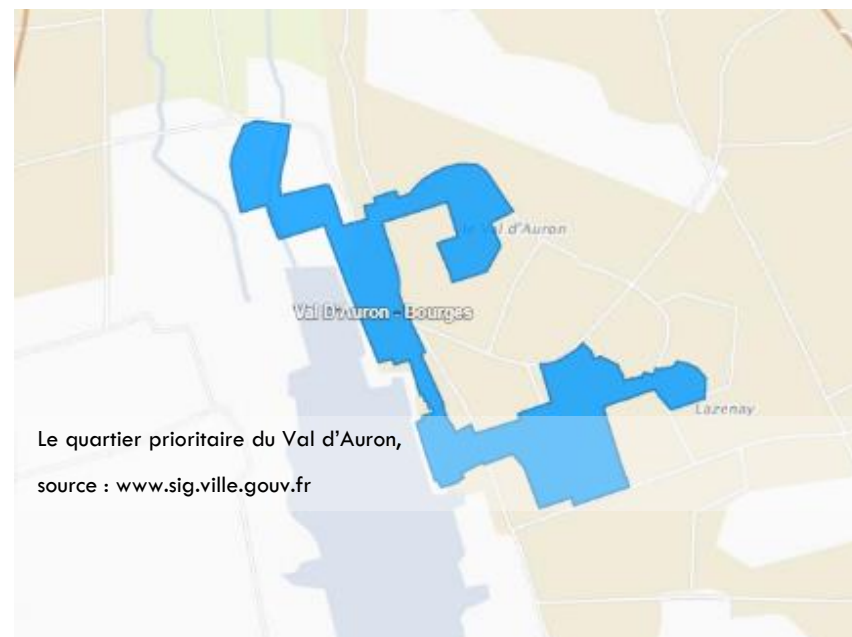 le Val d'Auron
Val D'Auron - Bourges
Lazenay
Le quartier prioritaire du Val d’Auron,
source : www.sig.ville.gouv.fr